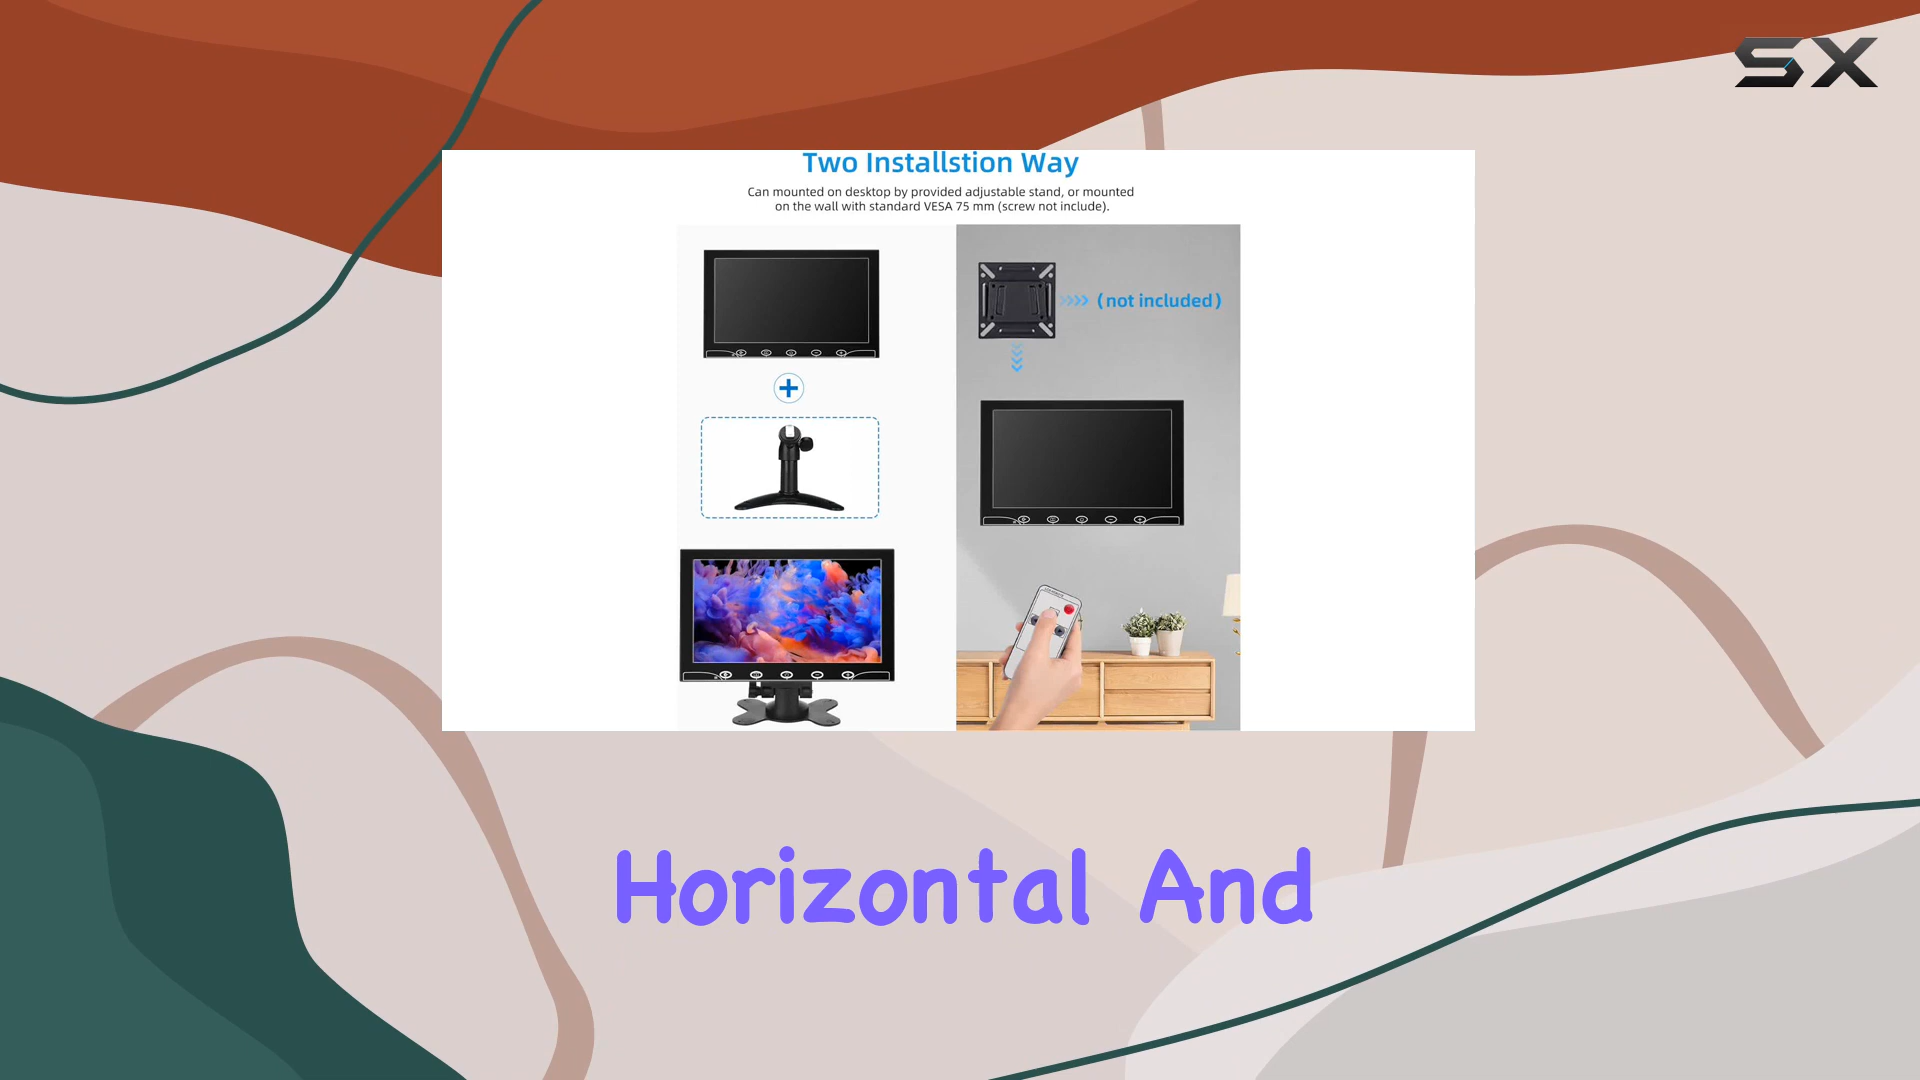 SX
Two Installstion Way
Can mounted on desktop by provided adjustable stand, or mounted
on the wall with standard VESA 75 mm (screw not include).
(not included)
Horizontal And